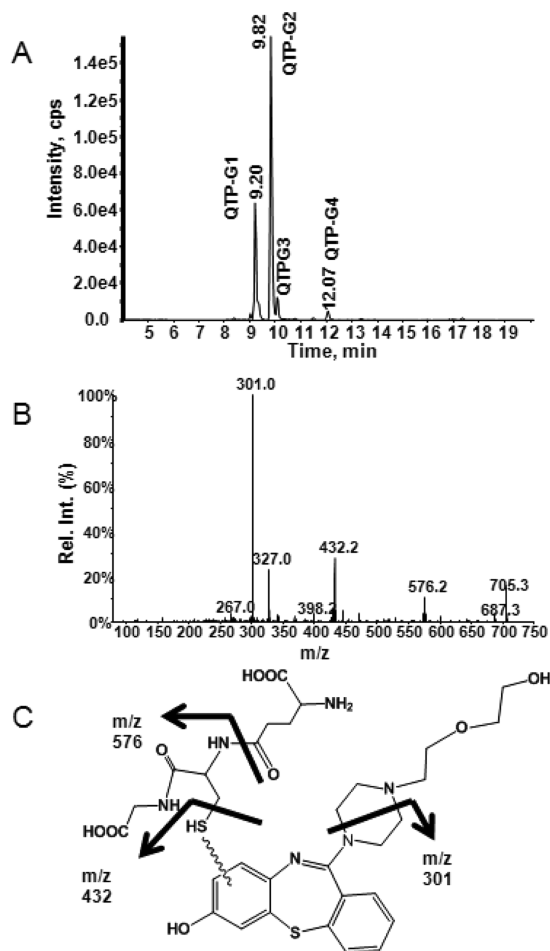 A
Intensity, cps
1.4e5
1.2e5
1.0e5
8.0e4
6.0e4
4.0e4
2.0e4
0.0
QTP-G1
9.20
9.82
QTP-G2
QTPG3
12.07 QTP-G4
5 6 7 8 9 10 11 12 13 14 15 16 17 18 19
Time, min
B
Rel. Int. (%)
100%
80%
60%
40%
20%
0%
301.0
327.0
432.2
267.0
398.2
576.2
705.3
687.3
100 150 200 250 300 350 400 450 500 550 600 650 700 750
m/z
C
HOOC
NH₂
OH
m/z
576
NH
O
O
O
N
NH
HS
HOOC
N
N
m/z
432
m/z
301
HO
S